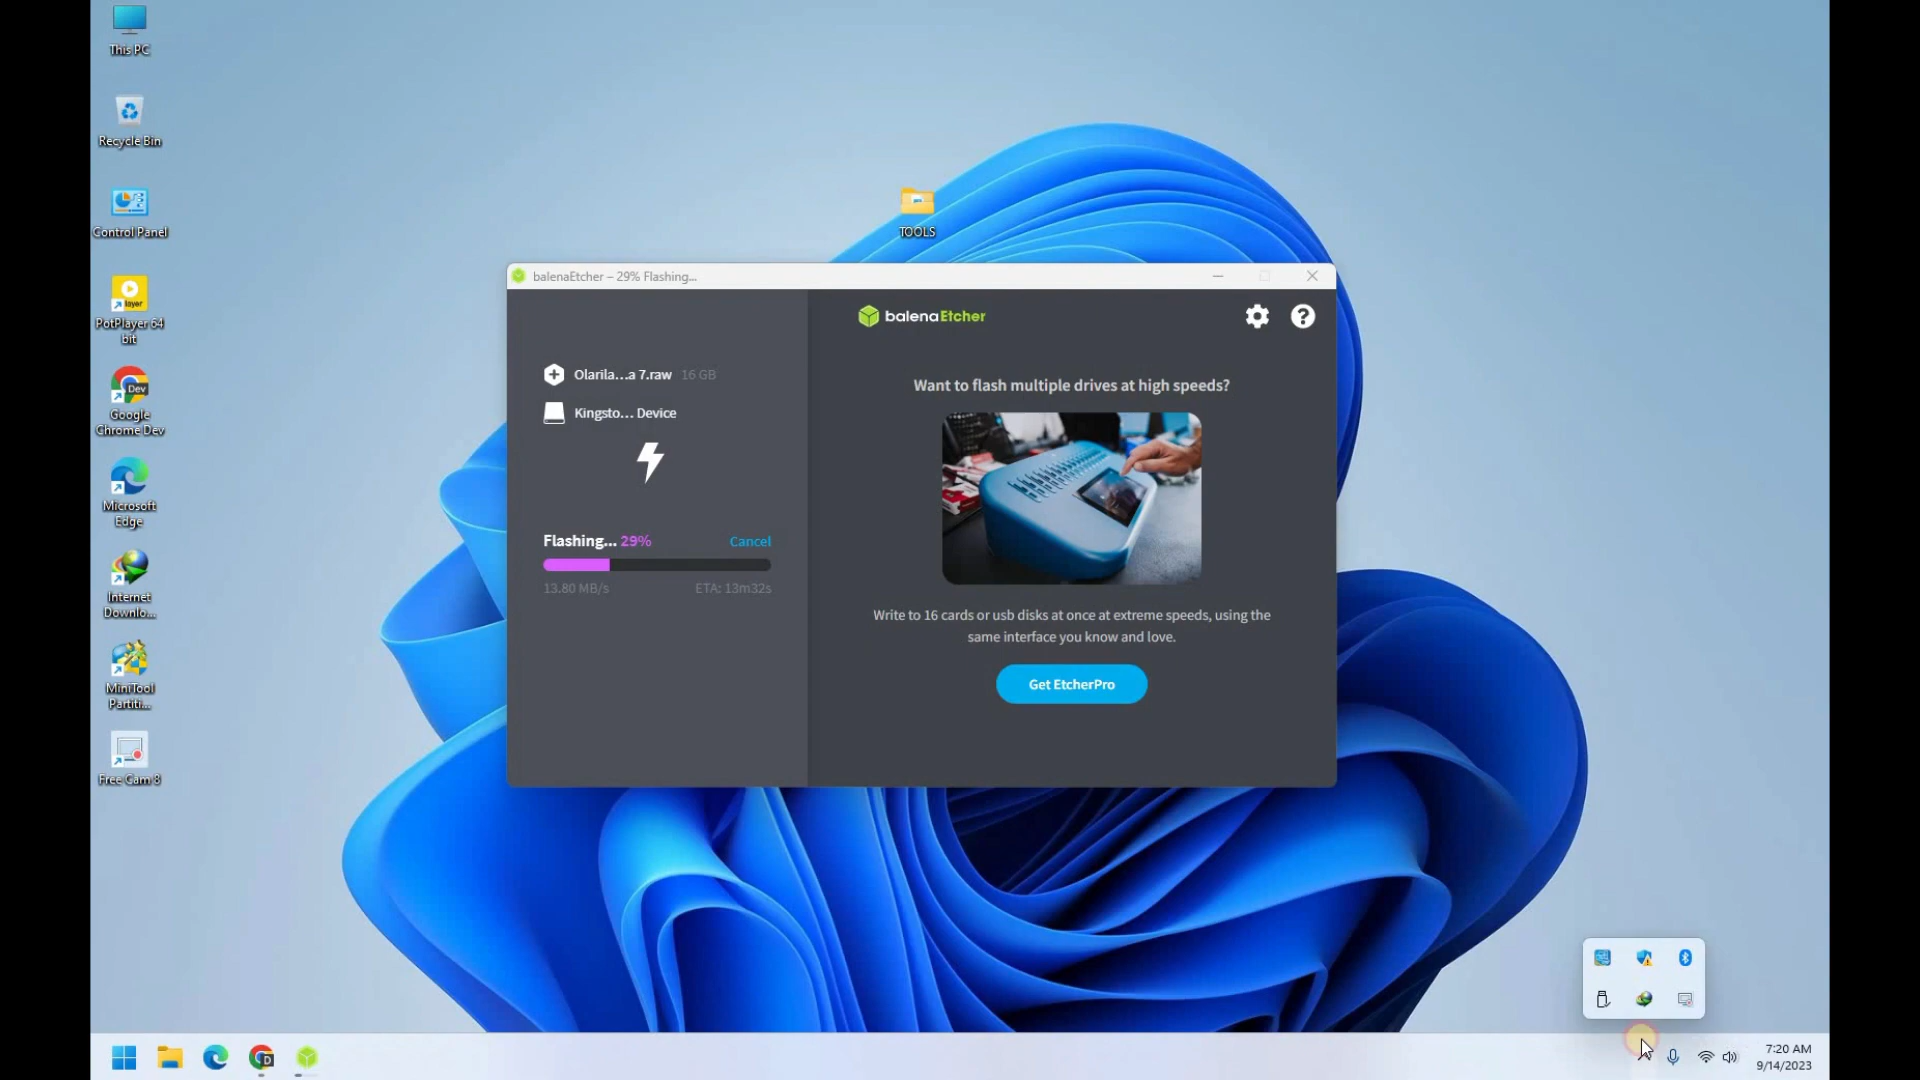 This PC
Recycle Bin
Control Panel
PotPlayer 64
bit
Google
Chrome Dev
Microsoft
Edge
Internet
Downlo...
MiniTool
Partiti...
Free Cam 8
TOOLS
balenaEtcher – 29% Flashing...
balenaEtcher
Olarila...a 7.raw 16 GB
Kingsto... Device
Flashing... 29% Cancel
13.80 MB/s ETA: 13m32s
Want to flash multiple drives at high speeds?
Write to 16 cards or usb disks at once at extreme speeds, using the
same interface you know and love.
Get EtcherPro
7:20 AM
9/14/2023